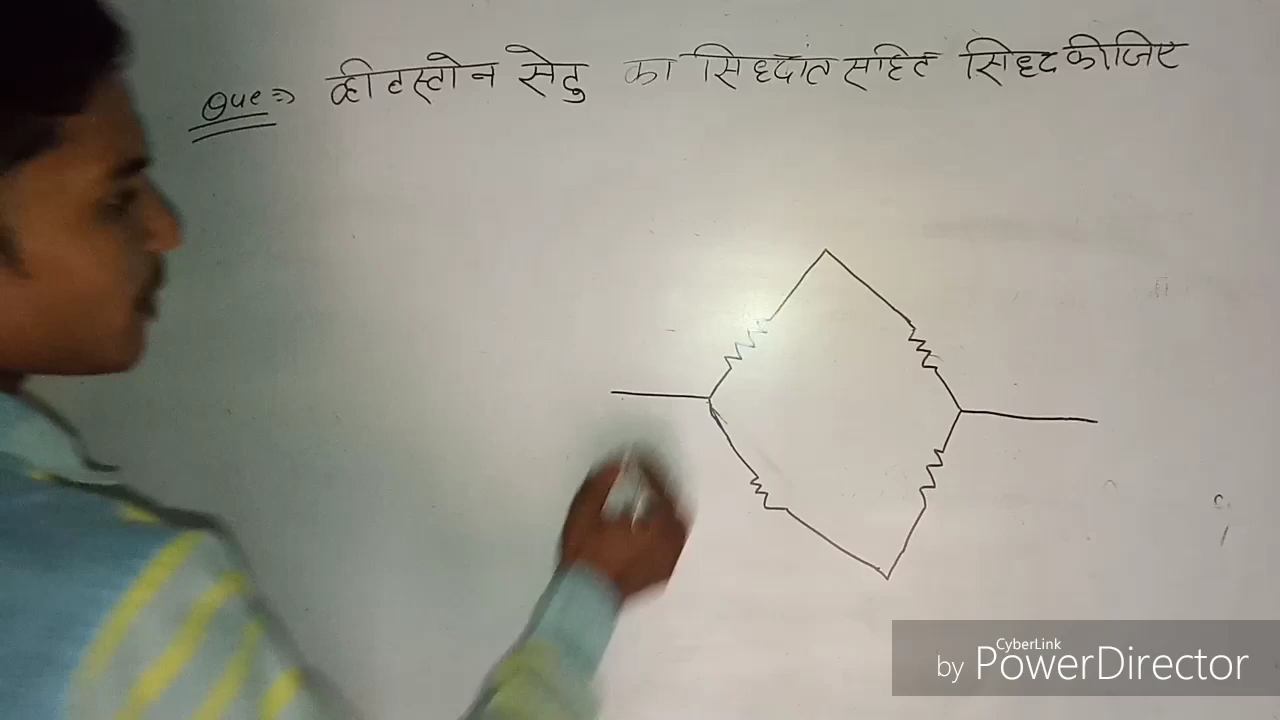 Que ⇒ व्हीटस्टोन सेतु का सिध्दांत सहित सिध्द कीजिए
CyberLink
by PowerDirector